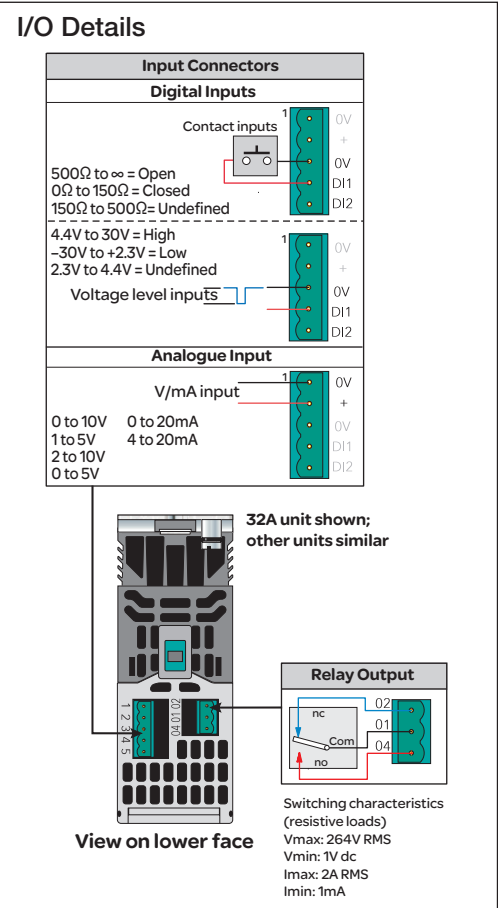 I/O Details
Input Connectors
Digital Inputs
Contact inputs
1
0V
+
0V
DI1
DI2
500Ω to ∞ = Open
0Ω to 150Ω = Closed
150Ω to 500Ω= Undefined
4.4V to 30V = High
–30V to +2.3V = Low
2.3V to 4.4V = Undefined
Voltage level inputs
1
0V
+
0V
DI1
DI2
Analogue Input
V/mA input
1
0V
+
0V
DI1
DI2
0 to 10V 0 to 20mA
1 to 5V 4 to 20mA
2 to 10V
0 to 5V
32A unit shown;
other units similar
1 2 3 4 5
04 01 02
View on lower face
Relay Output
nc
Com
no
02
01
04
Switching characteristics
(resistive loads)
Vmax: 264V RMS
Vmin: 1V dc
Imax: 2A RMS
Imin: 1mA